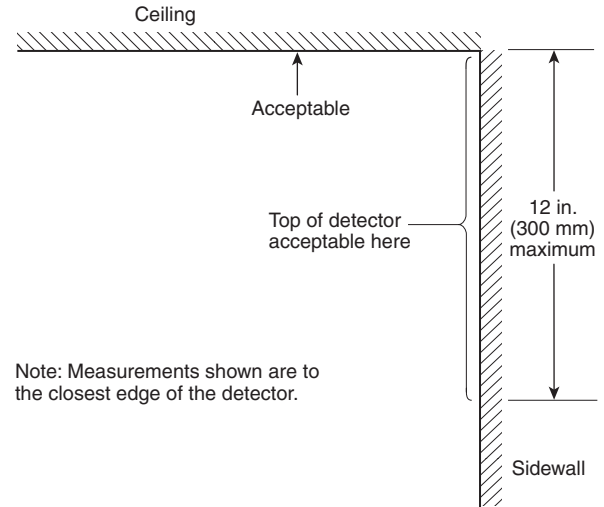 Ceiling
Acceptable
Top of detector
acceptable here
12 in.
(300 mm)
maximum
Note: Measurements shown are to
the closest edge of the detector.
Sidewall